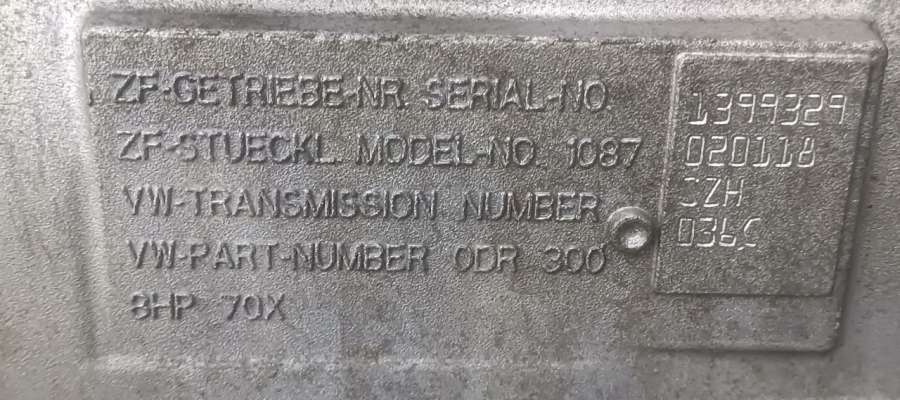 ZF-GETRIEBE-NR. SERIAL-NO. 1399329
ZF-STUECKL. MODEL-NO. 1087 020118
VW-TRANSMISSION NUMBER CZH
VW-PART-NUMBER 0DR 300 036C
8HP 70X